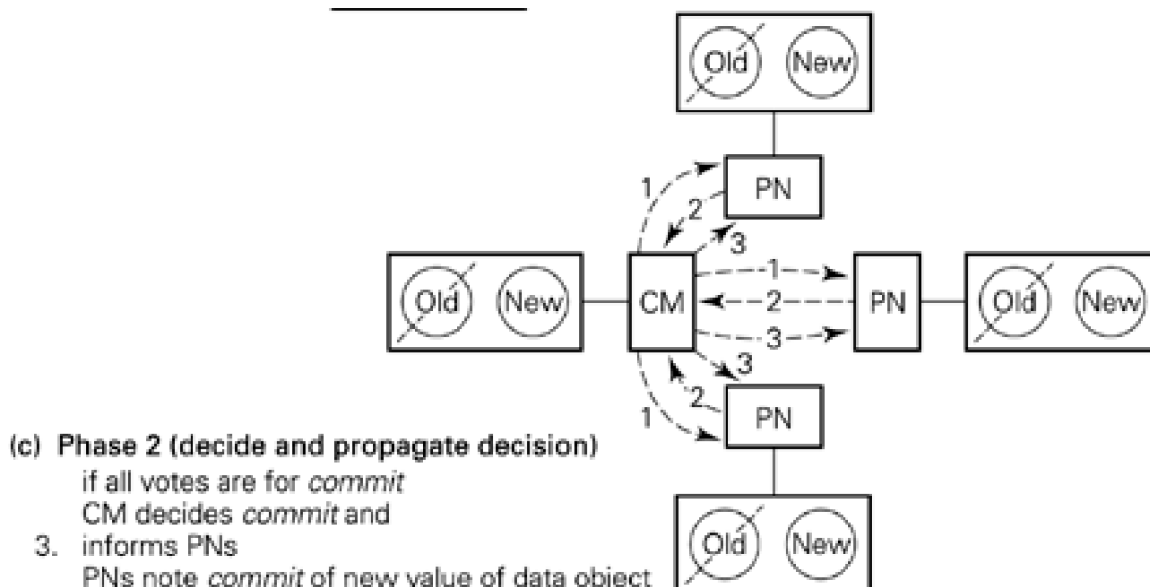 Old New
PN
1
2
3
Old New
CM
1
2
3
PN
Old New
3
2
1
PN
(c) Phase 2 (decide and propagate decision)
if all votes are for commit
CM decides commit and
3. informs PNs
PNs note commit of new value of data object
Old New